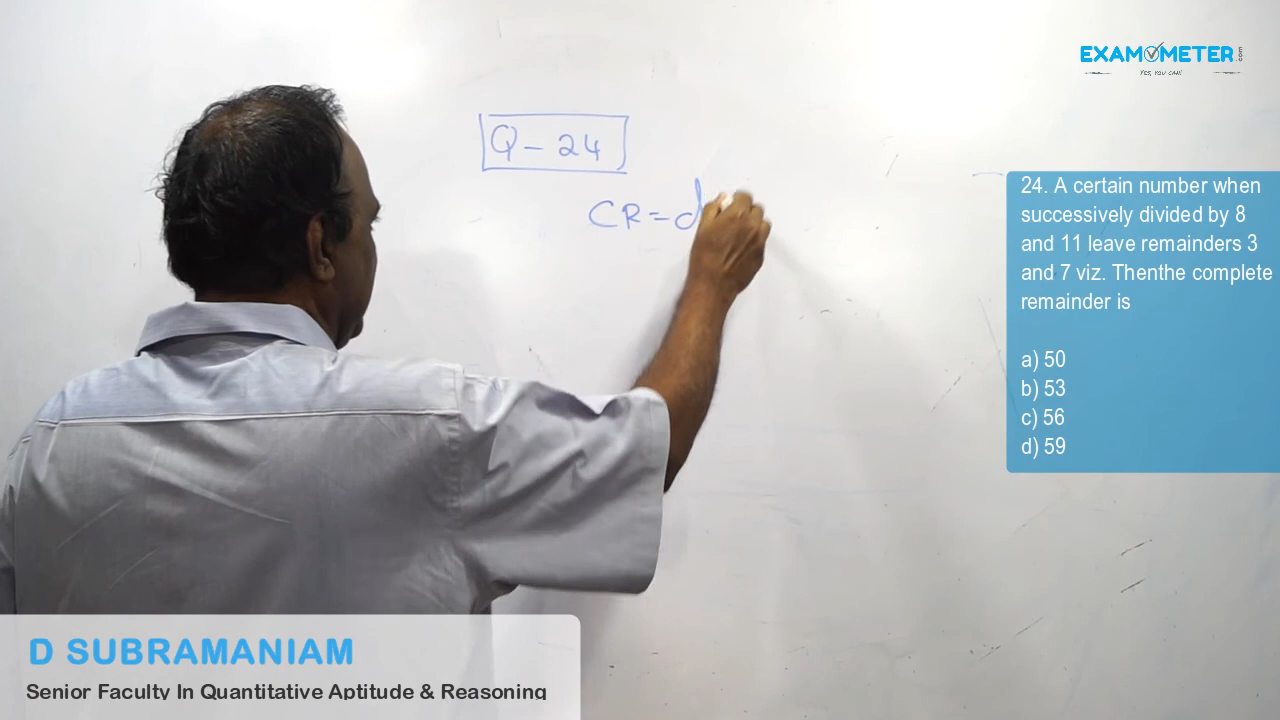 EXAMOMETER.com
YES, YOU CAN!
Q - 24
CR = d
24. A certain number when
successively divided by 8
and 11 leave remainders 3
and 7 viz. Thenthe complete
remainder is
a) 50
b) 53
c) 56
d) 59
D SUBRAMANIAM
Senior Faculty In Quantitative Aptitude & Reasoning